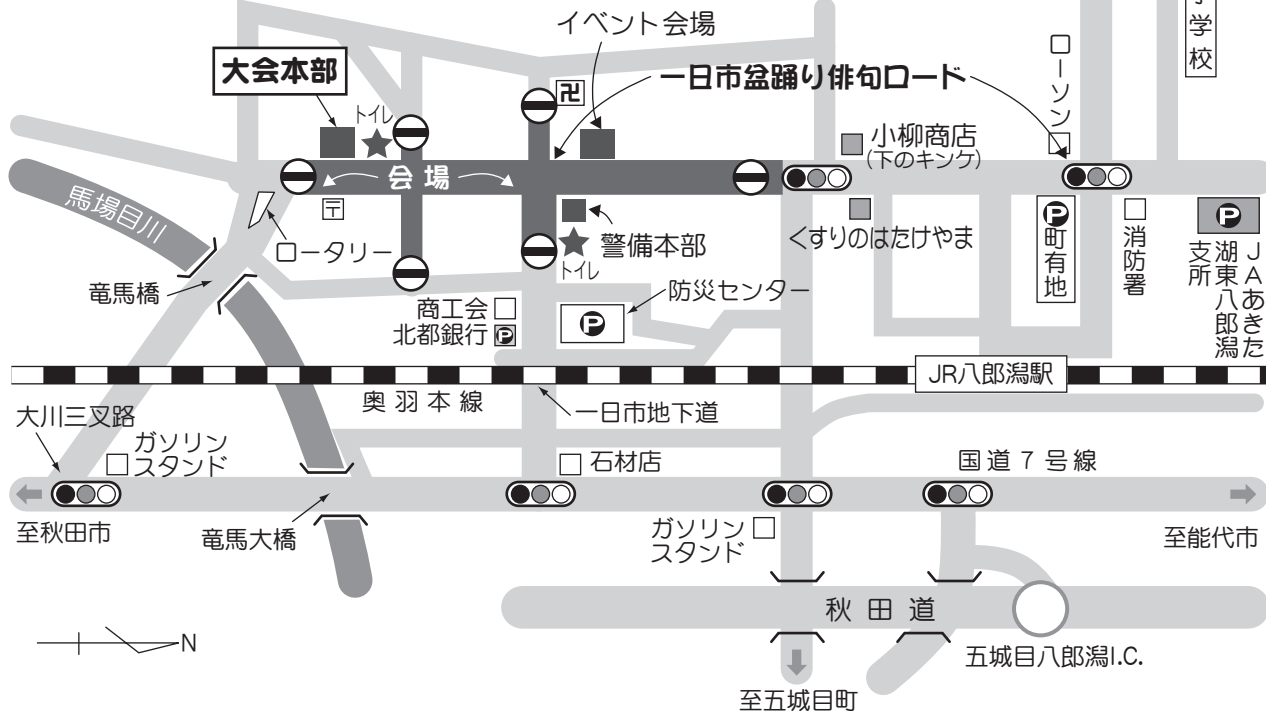 学校
イベント会場
大会本部
一日市盆踊り俳句ロード
ローソン
卍
トイレ
小柳商店
(下のキンケ)
会場
馬場目川
〒
ロータリー
警備本部
トイレ
くすりのはたけやま
P
町有地
消防署
P
JAあきた
湖東八郎潟
支所
竜馬橋
商工会
北都銀行 P
P
防災センター
JR八郎潟駅
奥羽本線
一日市地下道
大川三叉路
ガソリン
スタンド
石材店
国道7号線
至秋田市
竜馬大橋
ガソリン
スタンド
至能代市
秋田道
N
五城目八郎潟I.C.
至五城目町